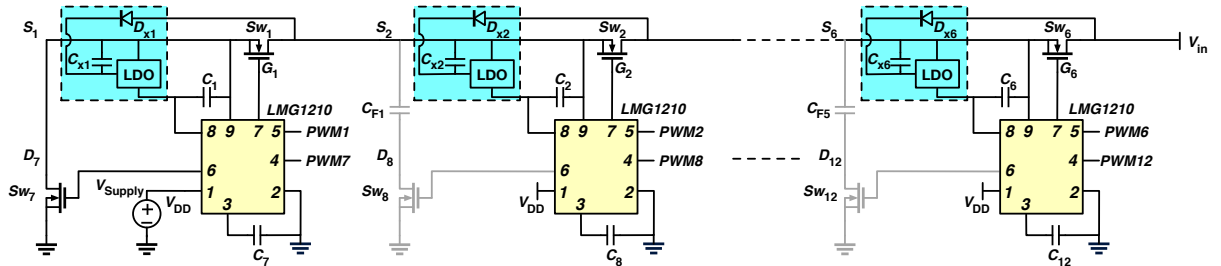 S1 Dx1 Sw1 S2 Dx2 Sw2 S6 Dx6 Sw6
Vin
Cx1 LDO C1 G1 Cx2 LDO C2 G2 Cx6 LDO C6 G6
LMG1210 LMG1210 LMG1210
CF1 CF5
8 9 7 5 PWM1 8 9 7 5 PWM2 8 9 7 5 PWM6
D7 4 PWM7 D8 4 PWM8 D12 4 PWM12
6 6 6
Sw7 VSupply 1 2 Sw8 1 2 Sw12 1 2
VDD 3 VDD 3 VDD 3
C7 C8 C12